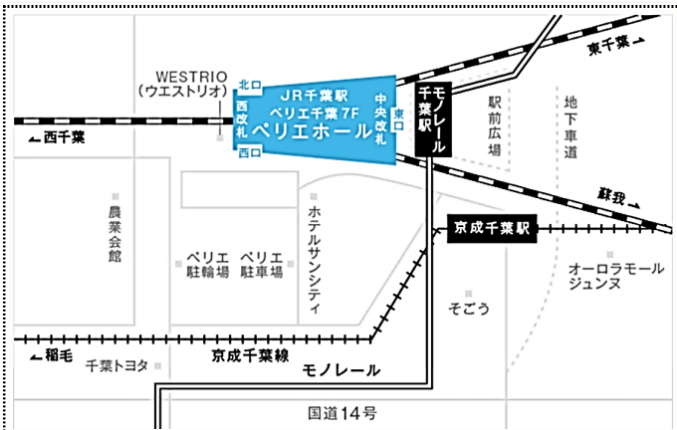 WESTRIO
(ウエストリオ)
北口
西改札
西口
JR千葉駅
ペリエ千葉 7F
ペリエホール
中央改札
東口
モノレール
千葉駅
東千葉
駅前広場
地下車道
西千葉
蘇我
農業会館
ホテルサンシティ
京成千葉駅
ペリエ
駐輪場
ペリエ
駐車場
オーロラモール
ジュンヌ
そごう
稲毛
千葉トヨタ
京成千葉線
モノレール
国道14号